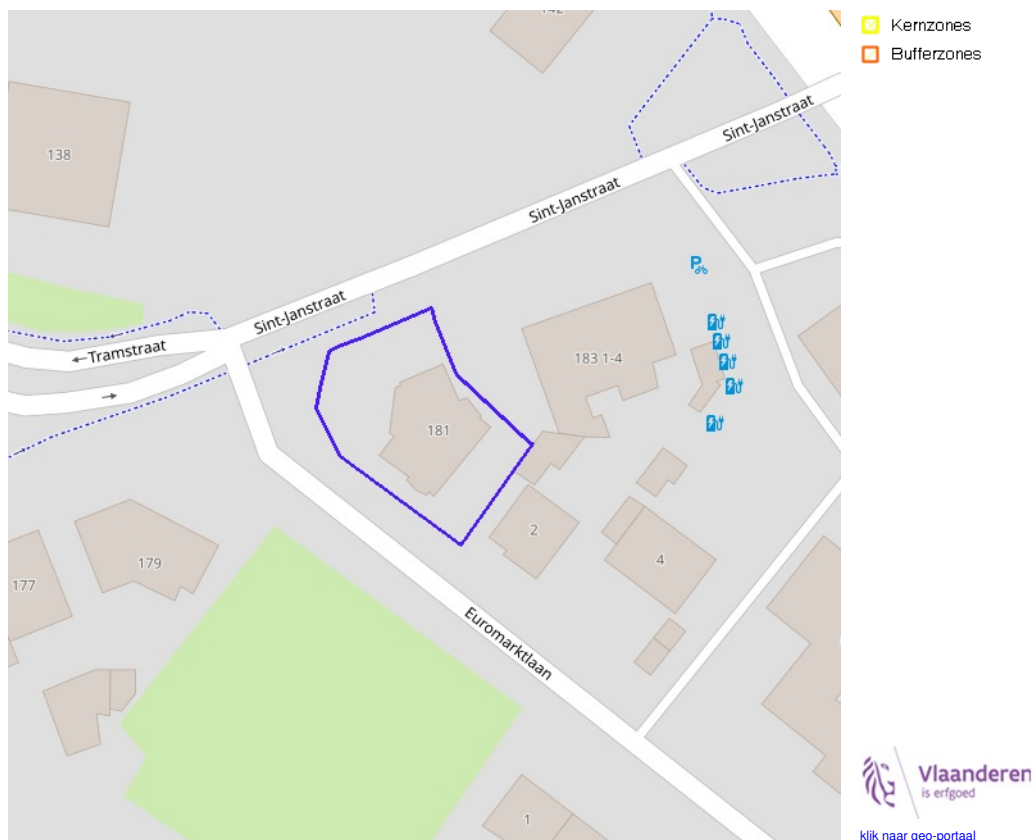 142
Kernzones
Bufferzones
Sint-Janstraat
138
Sint-Janstraat
P
Sint-Janstraat
Tramstraat
183 1-4
181
2
179
4
177
Euromarktlaan
1
Vlaanderen
is erfgoed
klik naar geo-portaal